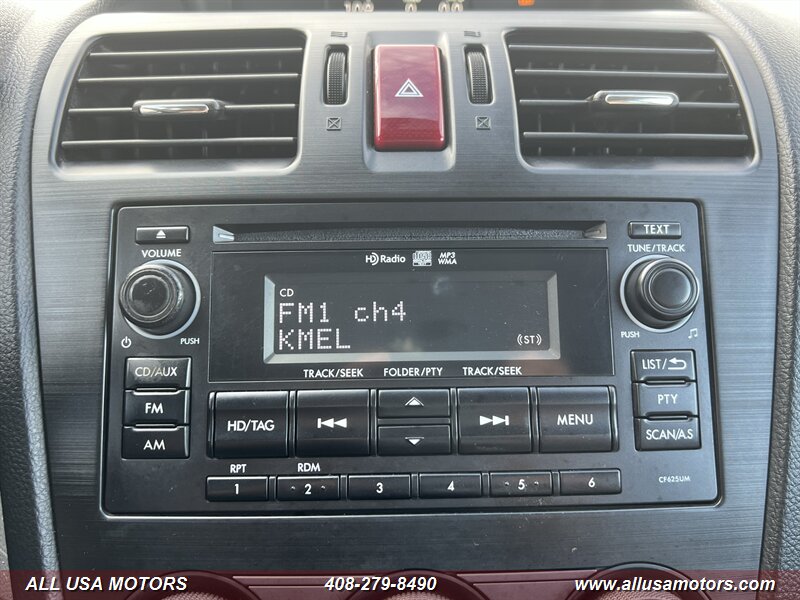 TEXT
VOLUME
TUNE/TRACK
HD Radio
MP3
WMA
CD
FM1 ch4
KMEL
(ST)
PUSH
PUSH
TRACK/SEEK FOLDER/PTY TRACK/SEEK
CD/AUX
LIST/
FM
PTY
HD/TAG
MENU
AM
SCAN/A.S
RPT RDM
1 2 3 4 5 6
CF625UM
ALL USA MOTORS 408-279-8490 www.allusamotors.com